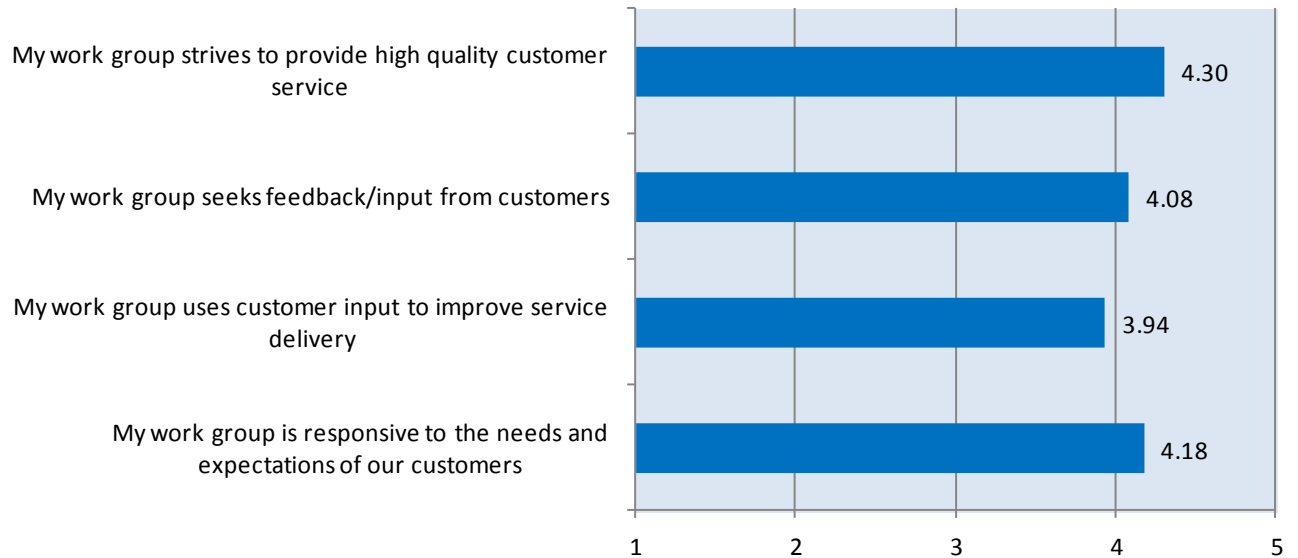 My work group strives to provide high quality customer
service
4.30
My work group seeks feedback/input from customers
4.08
My work group uses customer input to improve service
delivery
3.94
My work group is responsive to the needs and
expectations of our customers
4.18
1 2 3 4 5